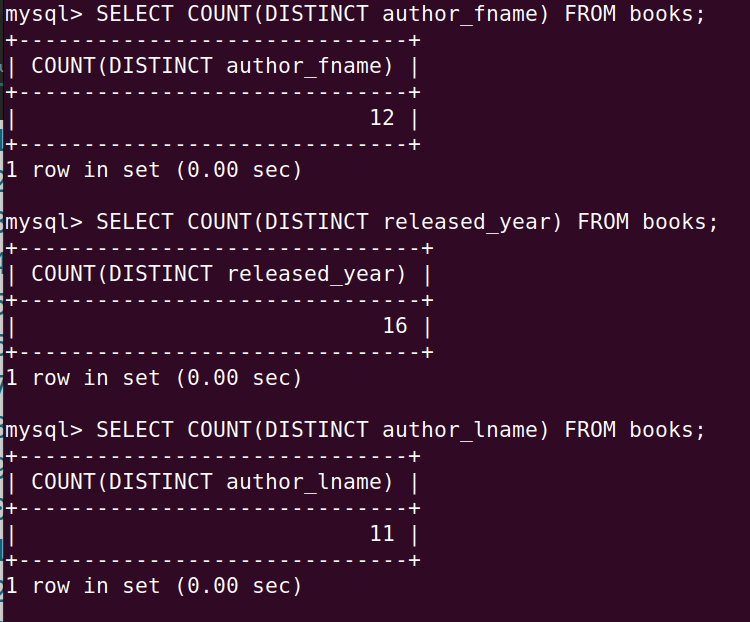 mysql> SELECT COUNT(DISTINCT author_fname) FROM books;
+------------------------------+
| COUNT(DISTINCT author_fname) |
+------------------------------+
|                           12 |
+------------------------------+
1 row in set (0.00 sec)

mysql> SELECT COUNT(DISTINCT released_year) FROM books;
+-------------------------------+
| COUNT(DISTINCT released_year) |
+-------------------------------+
|                            16 |
+-------------------------------+
1 row in set (0.00 sec)

mysql> SELECT COUNT(DISTINCT author_lname) FROM books;
+------------------------------+
| COUNT(DISTINCT author_lname) |
+------------------------------+
|                           11 |
+------------------------------+
1 row in set (0.00 sec)